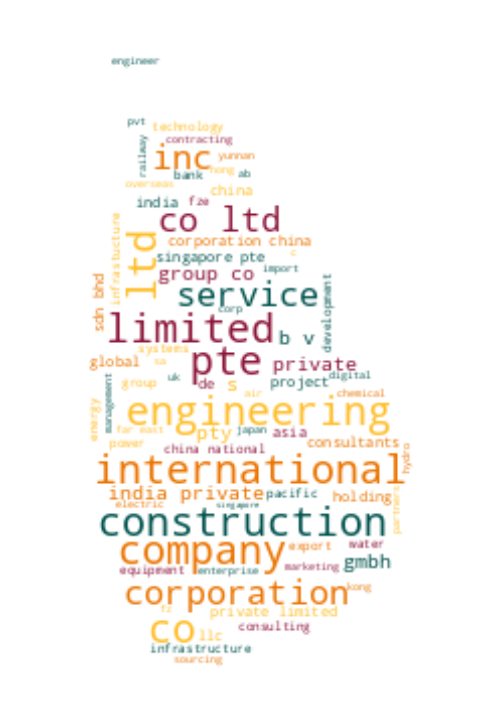 engineer
pvt technology
railway contracting
inc yunnan
bank hong ab
overseas china
india fze
co ltd
infrastucture ltd corporation china
singapore pte c
group co import
sdn bhd service development
corp
limited b v
systems
global pte private
sa
uk de s project digital
management group air chemical
energy engineering
far east pty japan asia
power consultants
china national
international hydro
india private pacific holding
electric singapore partners
construction
company export water
equipment enterprise marketing gmbh
corporation kong
fz private limited
co llc consulting
infrastructure
sourcing